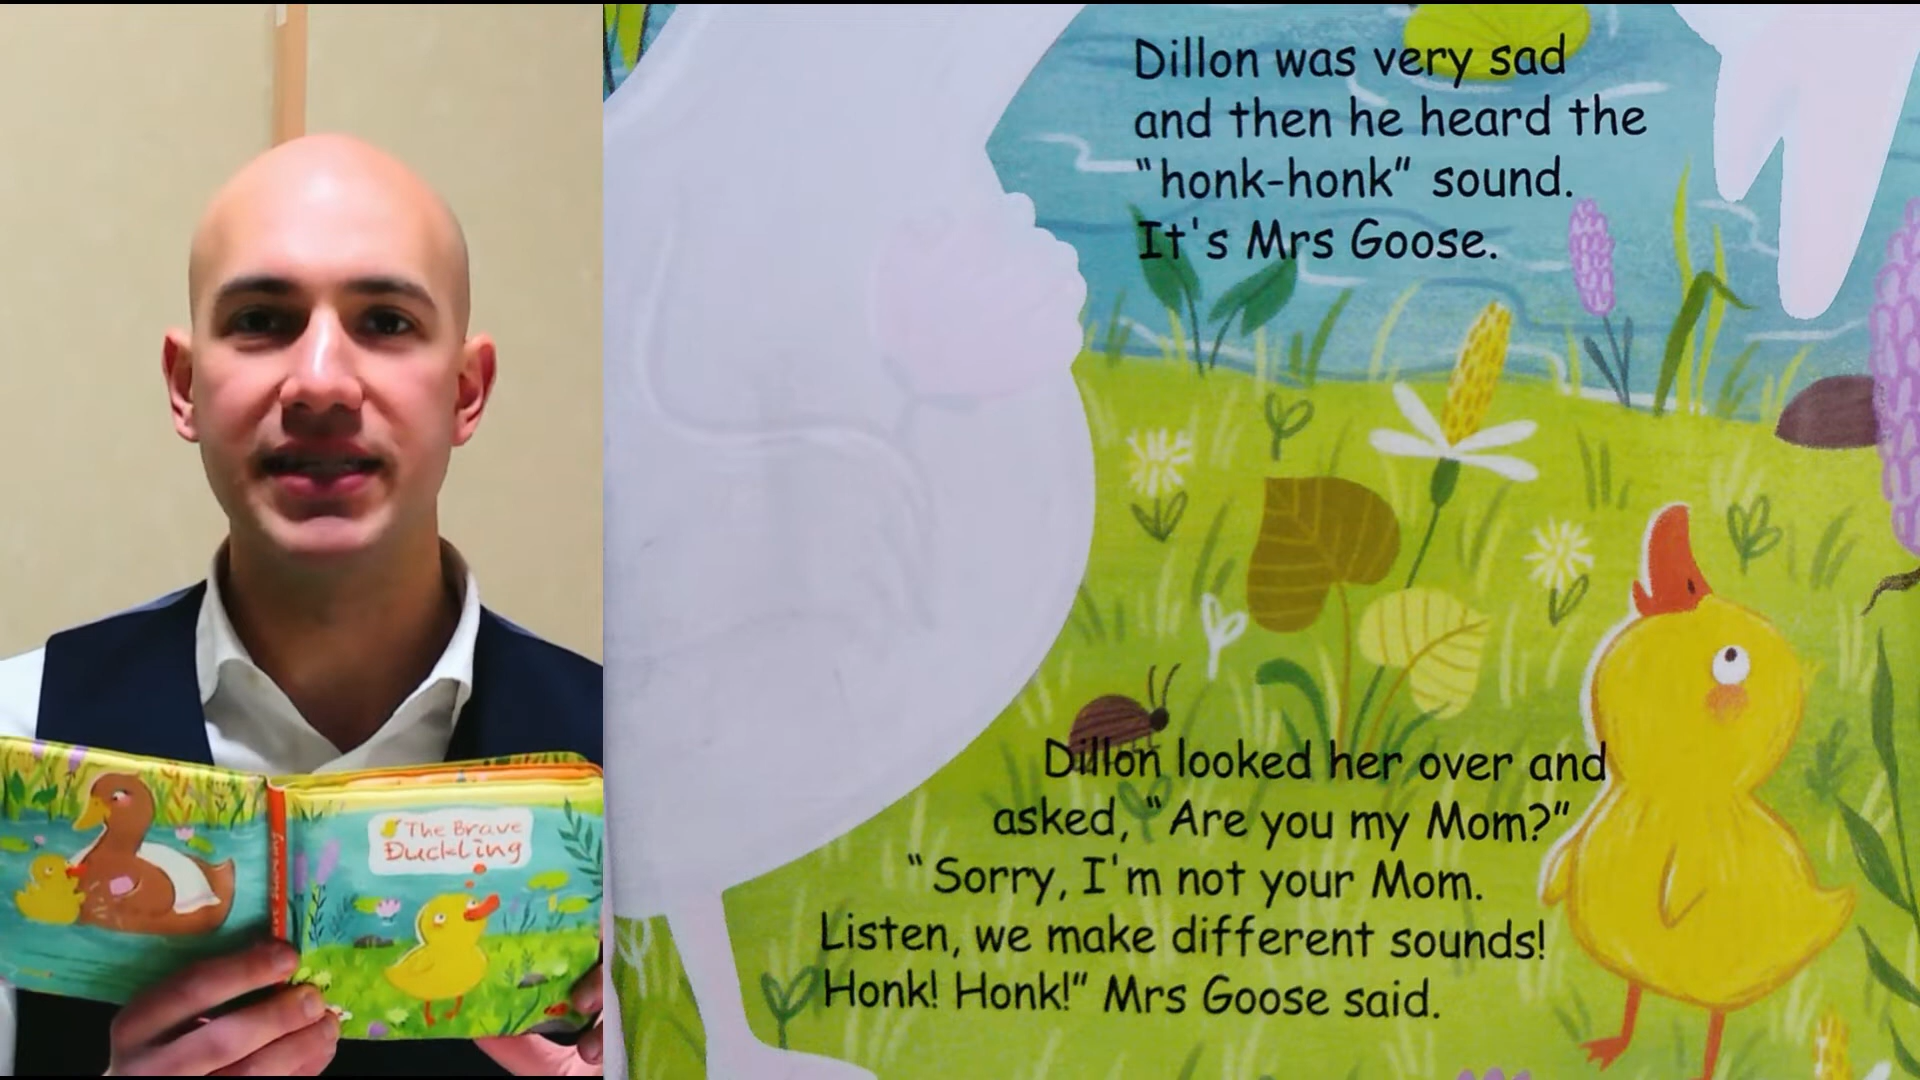 The Brave
Duckling
Dillon was very sad
and then he heard the
“honk-honk” sound.
It's Mrs Goose.
Dillon looked her over and
asked, “Are you my Mom?”
“Sorry, I'm not your Mom.
Listen, we make different sounds!
Honk! Honk!” Mrs Goose said.